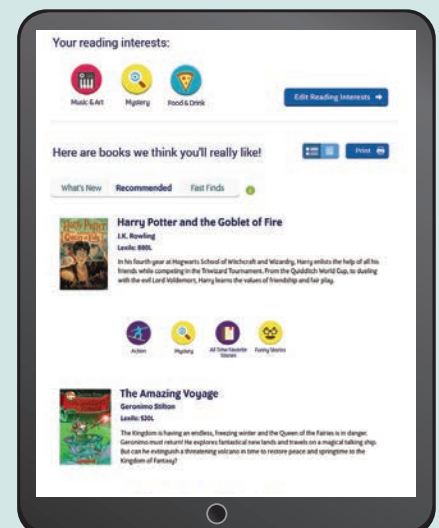 Your reading interests:
Music & Art Mystery Food & Drink
Edit Reading Interests
Here are books we think you'll really like!
Print
What's New Recommended Fast Finds
Harry Potter and the Goblet of Fire
J.K. Rowling
Lexile: 880L
In his fourth year at Hogwarts School of Witchcraft and Wizardry, Harry enlists the help of all his
friends while competing in the Triwizard Tournament. From the Quidditch World Cup, to dueling
with the evil Lord Voldemort, Harry learns the values of friendship and fair play.
Action Mystery All Time Favorite Funny Stories
Stories
The Amazing Voyage
Geronimo Stilton
Lexile: 530L
The Kingdom is having an endless, freezing winter and the Queen of the Fairies is in danger.
Geronimo must return! He explores fantastical new lands and travels on a magical talking ship.
But can he extinguish a threatening volcano in time to restore peace and springtime to the
Kingdom of Fantasy?